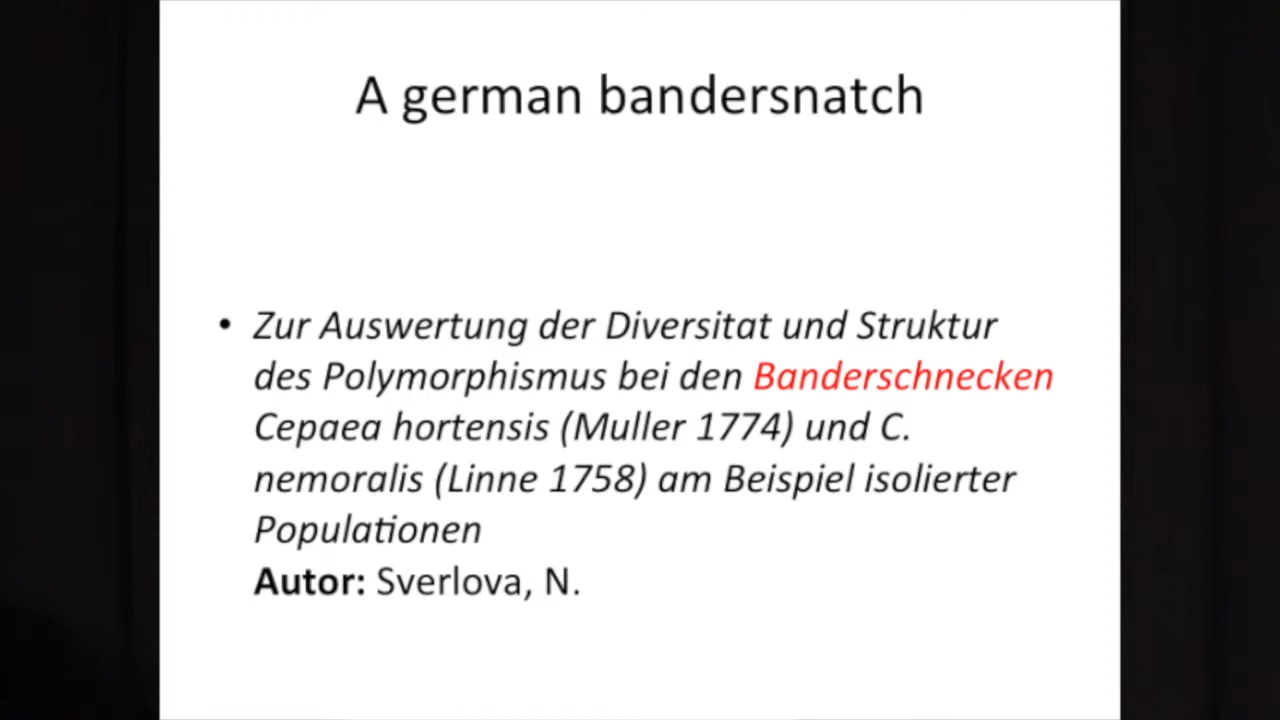 A german bandersnatch
• Zur Auswertung der Diversitat und Struktur
des Polymorphismus bei den Banderschnecken
Cepaea hortensis (Muller 1774) und C.
nemoralis (Linne 1758) am Beispiel isolierter
Populationen
Autor: Sverlova, N.